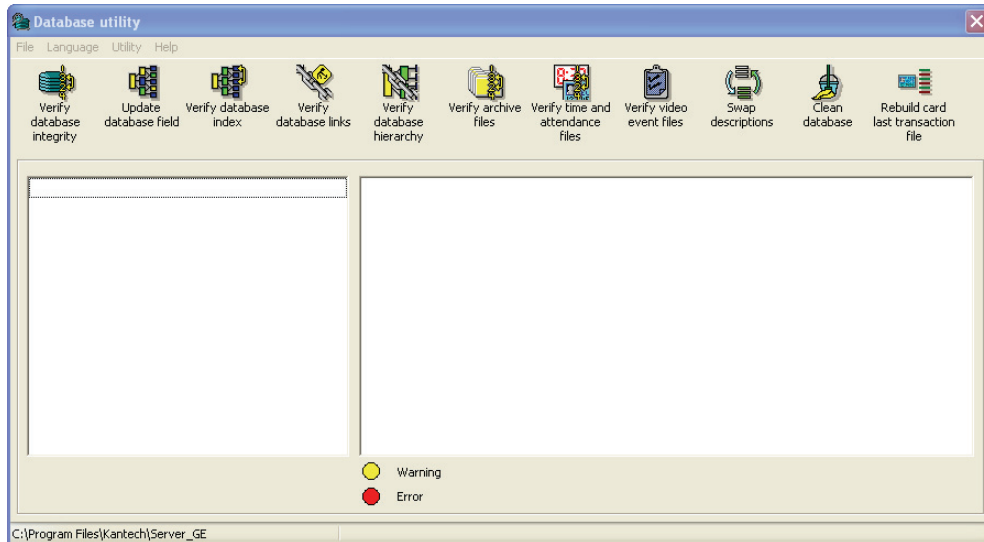 Database utility
File Language Utility Help
Verify database integrity
Update database field
Verify database index
Verify database links
Verify database hierarchy
Verify archive files
Verify time and attendance files
Verify video event files
Swap descriptions
Clean database
Rebuild card last transaction file
Warning
Error
C:\Program Files\Kantech\Server_GE